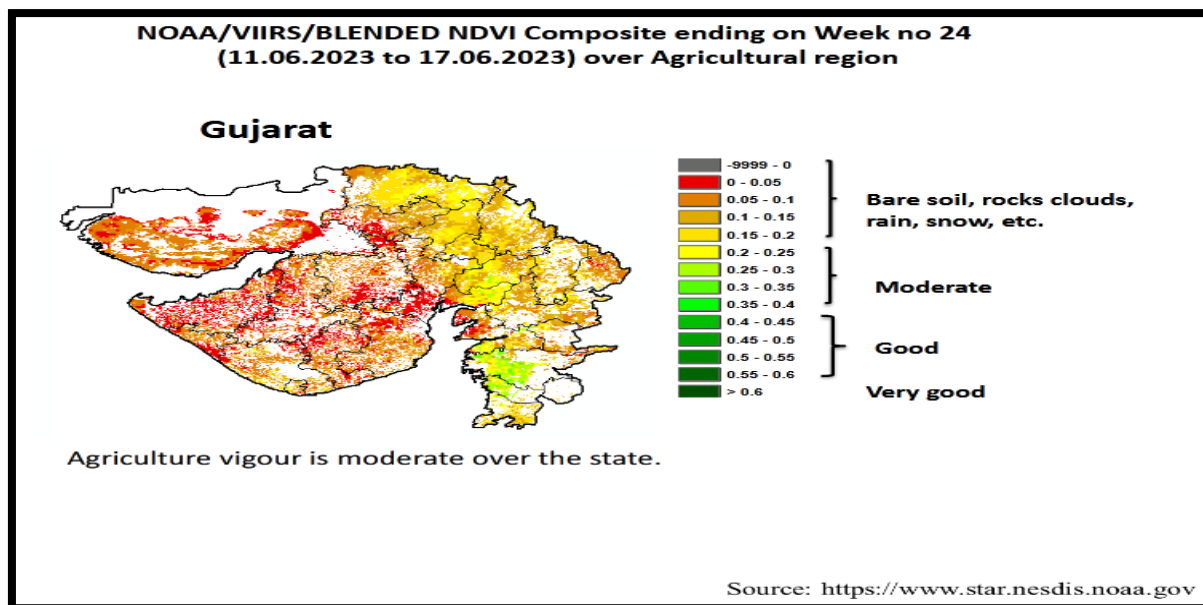 NOAA/VIIRS/BLENDED NDVI Composite ending on Week no 24
(11.06.2023 to 17.06.2023) over Agricultural region
Gujarat
-9999 - 0
0 - 0.05
0.05 - 0.1
0.1 - 0.15
0.15 - 0.2
0.2 - 0.25
0.25 - 0.3
0.3 - 0.35
0.35 - 0.4
0.4 - 0.45
0.45 - 0.5
0.5 - 0.55
0.55 - 0.6
> 0.6
Bare soil, rocks clouds,
rain, snow, etc.
Moderate
Good
Very good
Agriculture vigour is moderate over the state.
Source: https://www.star.nesdis.noaa.gov